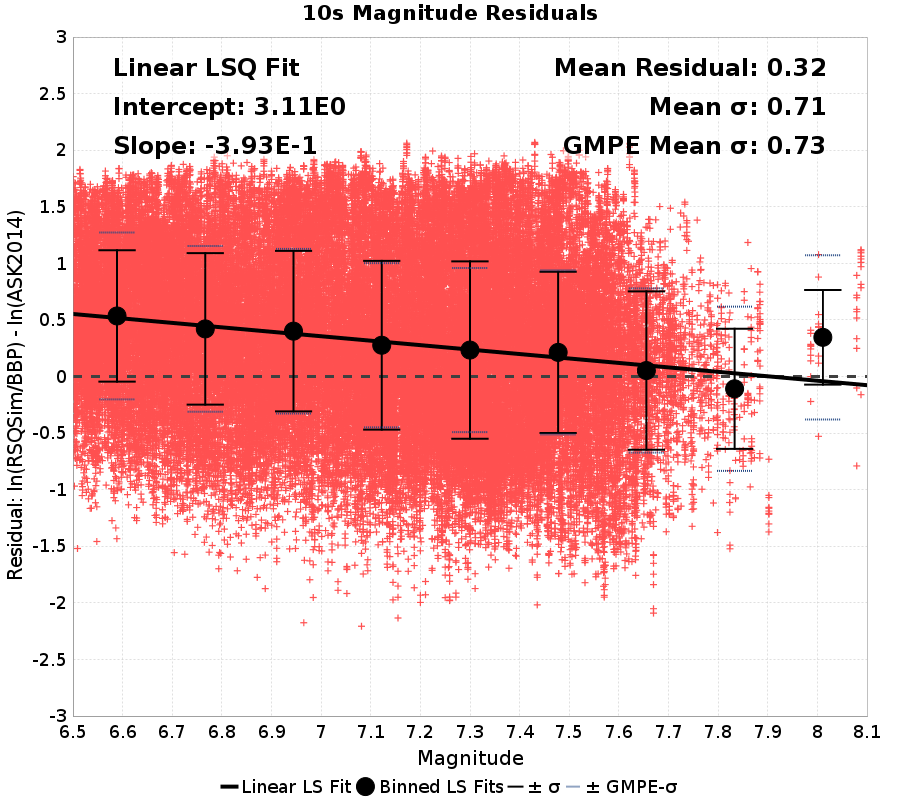 10s Magnitude Residuals
Linear LSQ Fit
Intercept: 3.11E0
Slope: -3.93E-1
Mean Residual: 0.32
Mean σ: 0.71
GMPE Mean σ: 0.73
Residual: ln(RSQSim/BBP) - ln(ASK2014)
3
2.5
2
1.5
1
0.5
0
-0.5
-1
-1.5
-2
-2.5
-3
6.5 6.6 6.7 6.8 6.9 7 7.1 7.2 7.3 7.4 7.5 7.6 7.7 7.8 7.9 8 8.1
Magnitude
Linear LS Fit Binned LS Fits ± σ ± GMPE-σ